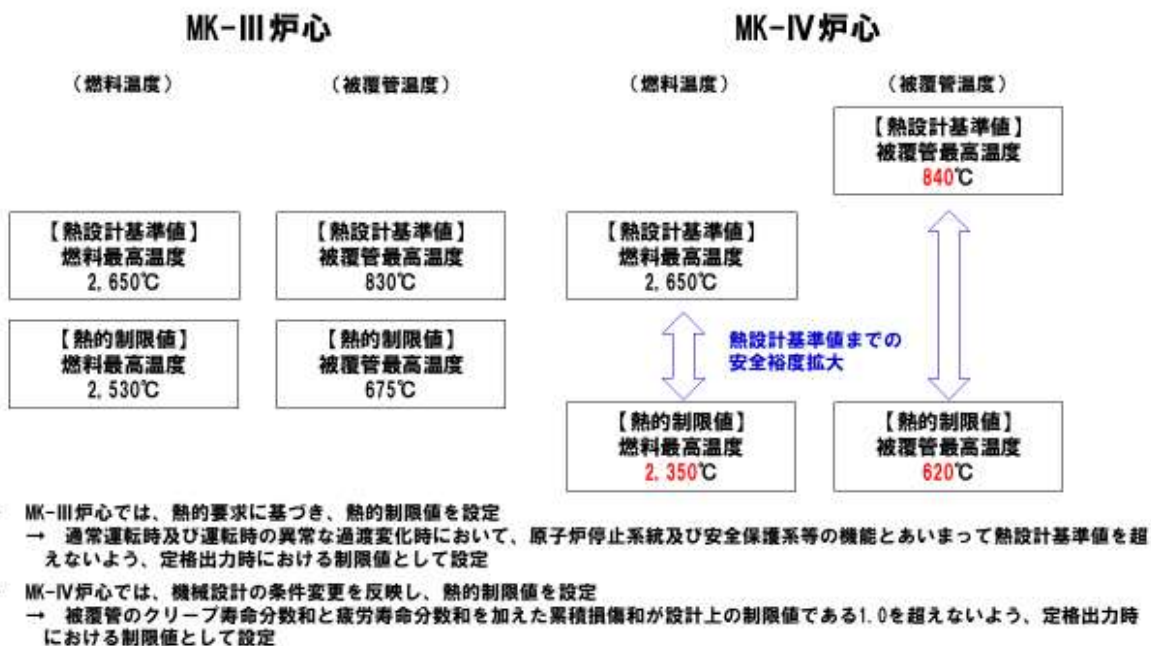 MK-III炉心
（燃料温度）
（被覆管温度）
【熱設計基準値】
燃料最高温度
2,650℃
【熱設計基準値】
被覆管最高温度
830℃
【熱的制限値】
燃料最高温度
2,530℃
【熱的制限値】
被覆管最高温度
675℃
MK-IV炉心
（燃料温度）
（被覆管温度）
【熱設計基準値】
被覆管最高温度
840℃
【熱設計基準値】
燃料最高温度
2,650℃
熱設計基準値までの
安全裕度拡大
【熱的制限値】
燃料最高温度
2,350℃
【熱的制限値】
被覆管最高温度
620℃
MK-III炉心では、熱的要求に基づき、熱的制限値を設定
→ 通常運転時及び運転時の異常な過渡変化時において、原子炉停止系統及び安全保護系等の機能とあいまって熱設計基準値を超
えないよう、定格出力時における制限値として設定
MK-IV炉心では、機械設計の条件変更を反映し、熱的制限値を設定
→ 被覆管のクリープ寿命分数和と疲労寿命分数和を加えた累積損傷和が設計上の制限値である1.0を超えないよう、定格出力時
における制限値として設定